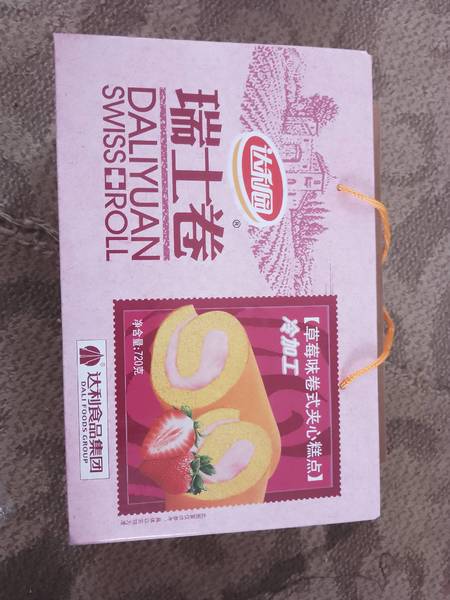 达利园
®
瑞士卷
DALIYUAN
SWISS ROLL
【草莓味卷式夹心糕点】
冷加工
净含量:720克
达利食品集团
DALI FOODS GROUP